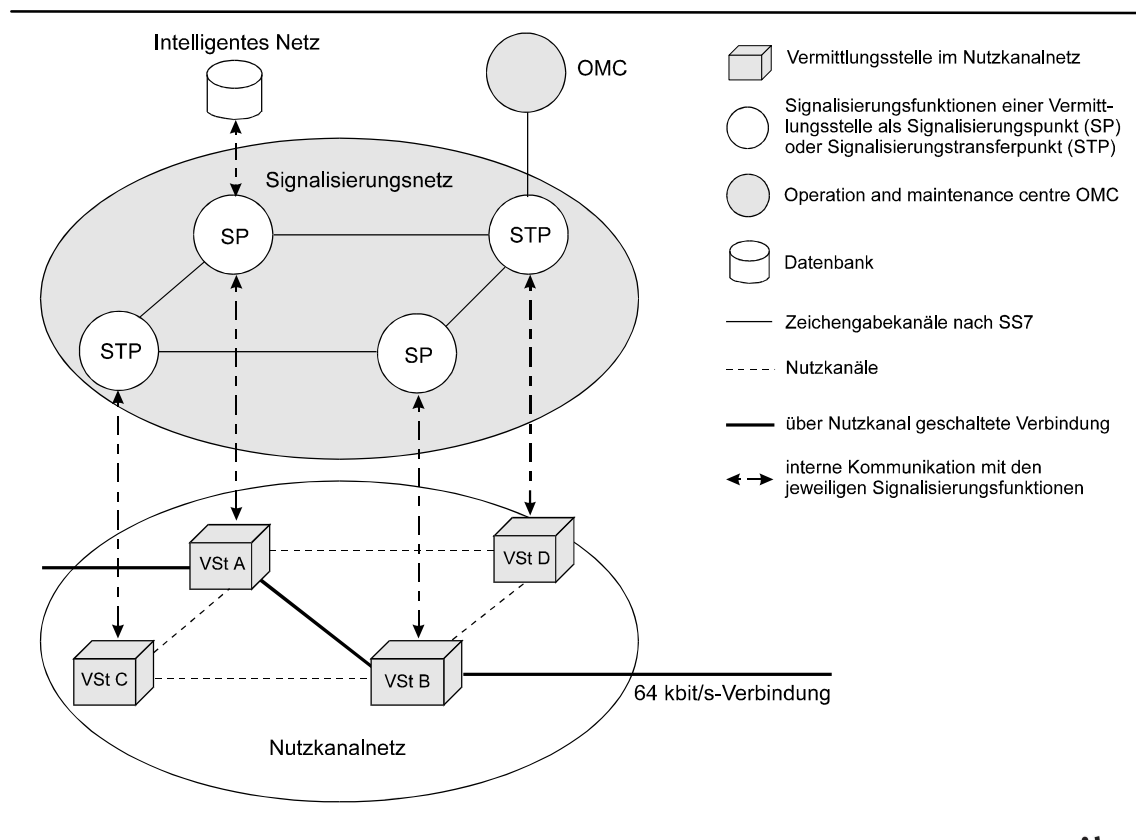 Intelligentes Netz
OMC
Signalisierungsnetz
SP
STP
STP
SP
VSt A
VSt D
VSt C
VSt B
64 kbit/s-Verbindung
Nutzkanalnetz
Vermittlungsstelle im Nutzkanalnetz
Signalisierungsfunktionen einer Vermitt-
lungsstelle als Signalisierungspunkt (SP)
oder Signalisierungstransferpunkt (STP)
Operation and maintenance centre OMC
Datenbank
Zeichengabekanäle nach SS7
Nutzkanäle
über Nutzkanal geschaltete Verbindung
interne Kommunikation mit den
jeweiligen Signalisierungsfunktionen